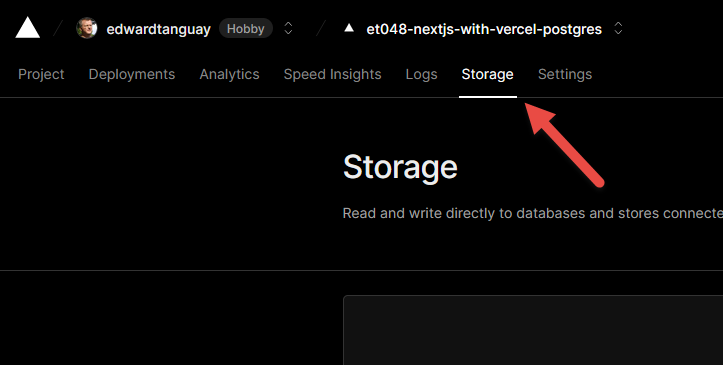 edwardtanguay Hobby et048-nextjs-with-vercel-postgres
Project Deployments Analytics Speed Insights Logs Storage Settings
Storage
Read and write directly to databases and stores connecte